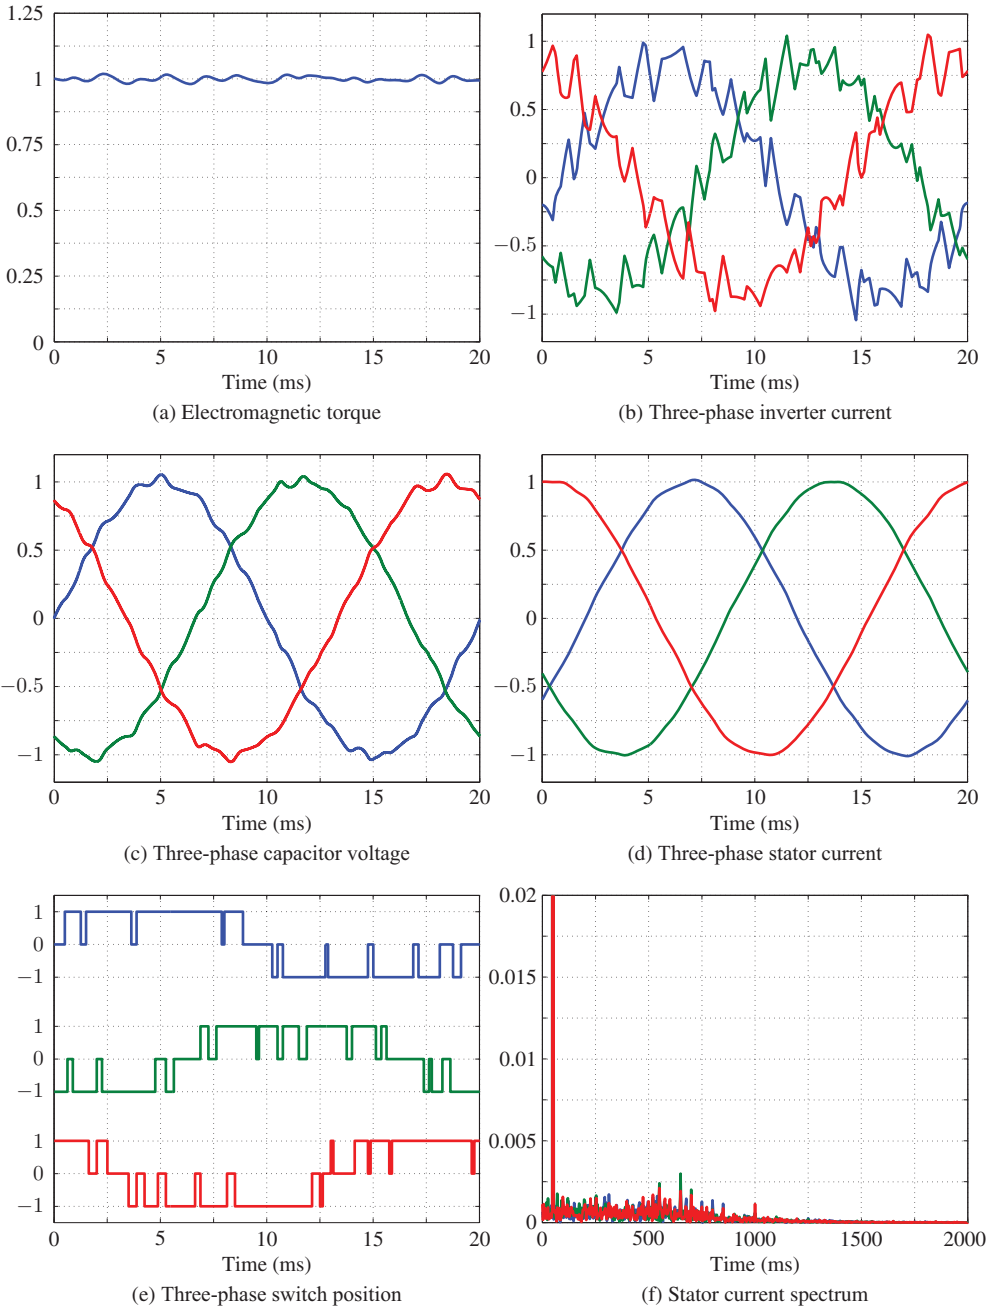 1.25
1
0.75
0.5
0.25
0
0 5 10 15 20
Time (ms)
(a) Electromagnetic torque
1
0.5
0
−0.5
−1
0 5 10 15 20
Time (ms)
(b) Three-phase inverter current
1
0.5
0
−0.5
−1
0 5 10 15 20
Time (ms)
(c) Three-phase capacitor voltage
1
0.5
0
−0.5
−1
0 5 10 15 20
Time (ms)
(d) Three-phase stator current
1
0
−1
1
0
−1
1
0
−1
0 5 10 15 20
Time (ms)
(e) Three-phase switch position
0.02
0.015
0.01
0.005
0
0 500 1000 1500 2000
Time (ms)
(f) Stator current spectrum